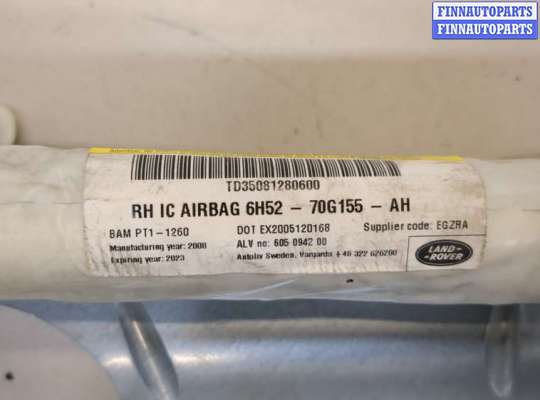 FINNAUTOPARTS
FINNAUTOPARTS
TD35081280600
RH IC AIRBAG 6H52 - 70G155 - AH
BAM PT1-1260 DOT EX2005120168 Supplier code: EGZRA
Manufacturing year: 2008 ALV no: 605 0942 00
Expiring year: 2023 Autoliv Sweden, Vargarda +46 322 626200
LAND-
-ROVER